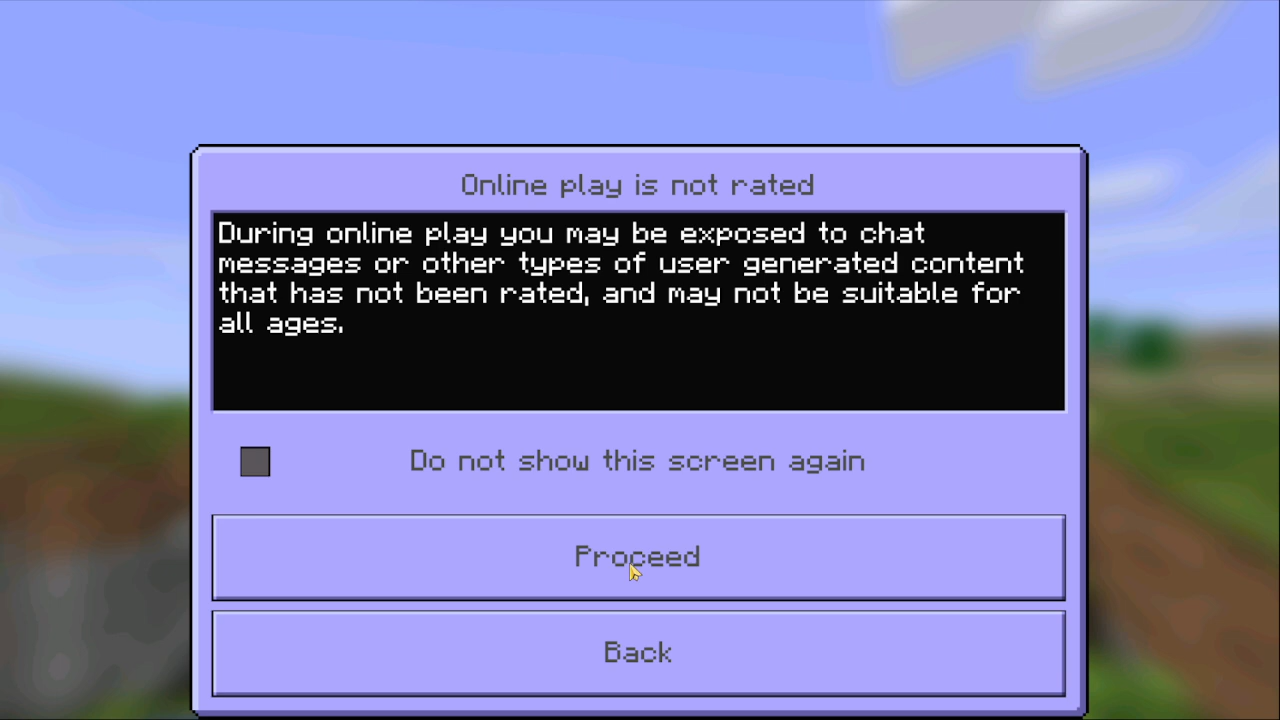 Online play is not rated
During online play you may be exposed to chat
messages or other types of user generated content
that has not been rated, and may not be suitable for
all ages.
Do not show this screen again
Proceed
Back